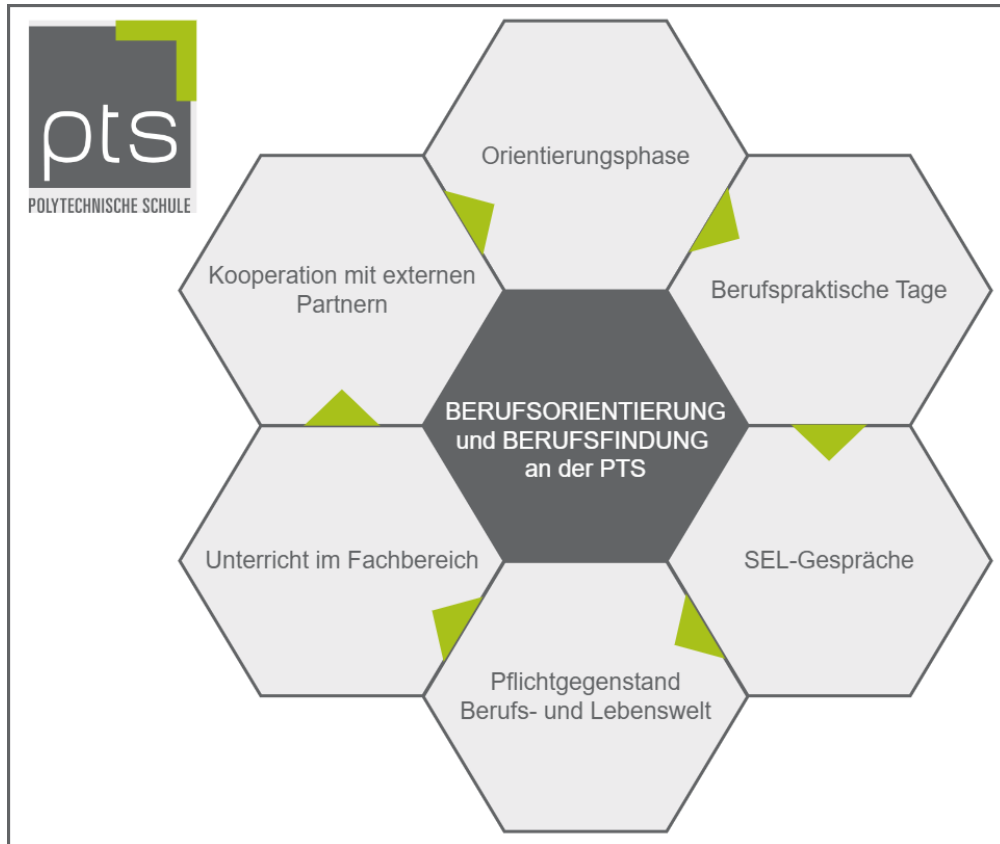 pts
POLYTECHNISCHE SCHULE
Orientierungsphase
Kooperation mit externen
Partnern
Berufspraktische Tage
BERUFSORIENTIERUNG
und BERUFSFINDUNG
an der PTS
Unterricht im Fachbereich
SEL-Gespräche
Pflichtgegenstand
Berufs- und Lebenswelt